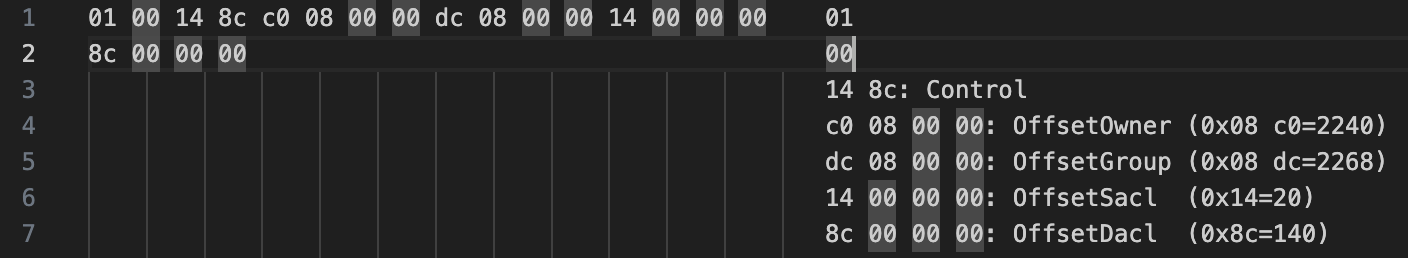 1 01 00 14 8c c0 08 00 00 dc 08 00 00 14 00 00 00 01
2 8c 00 00 00 00
3 14 8c: Control
4 c0 08 00 00: OffsetOwner (0x08 c0=2240)
5 dc 08 00 00: OffsetGroup (0x08 dc=2268)
6 14 00 00 00: OffsetSacl  (0x14=20)
7 8c 00 00 00: OffsetDacl  (0x8c=140)